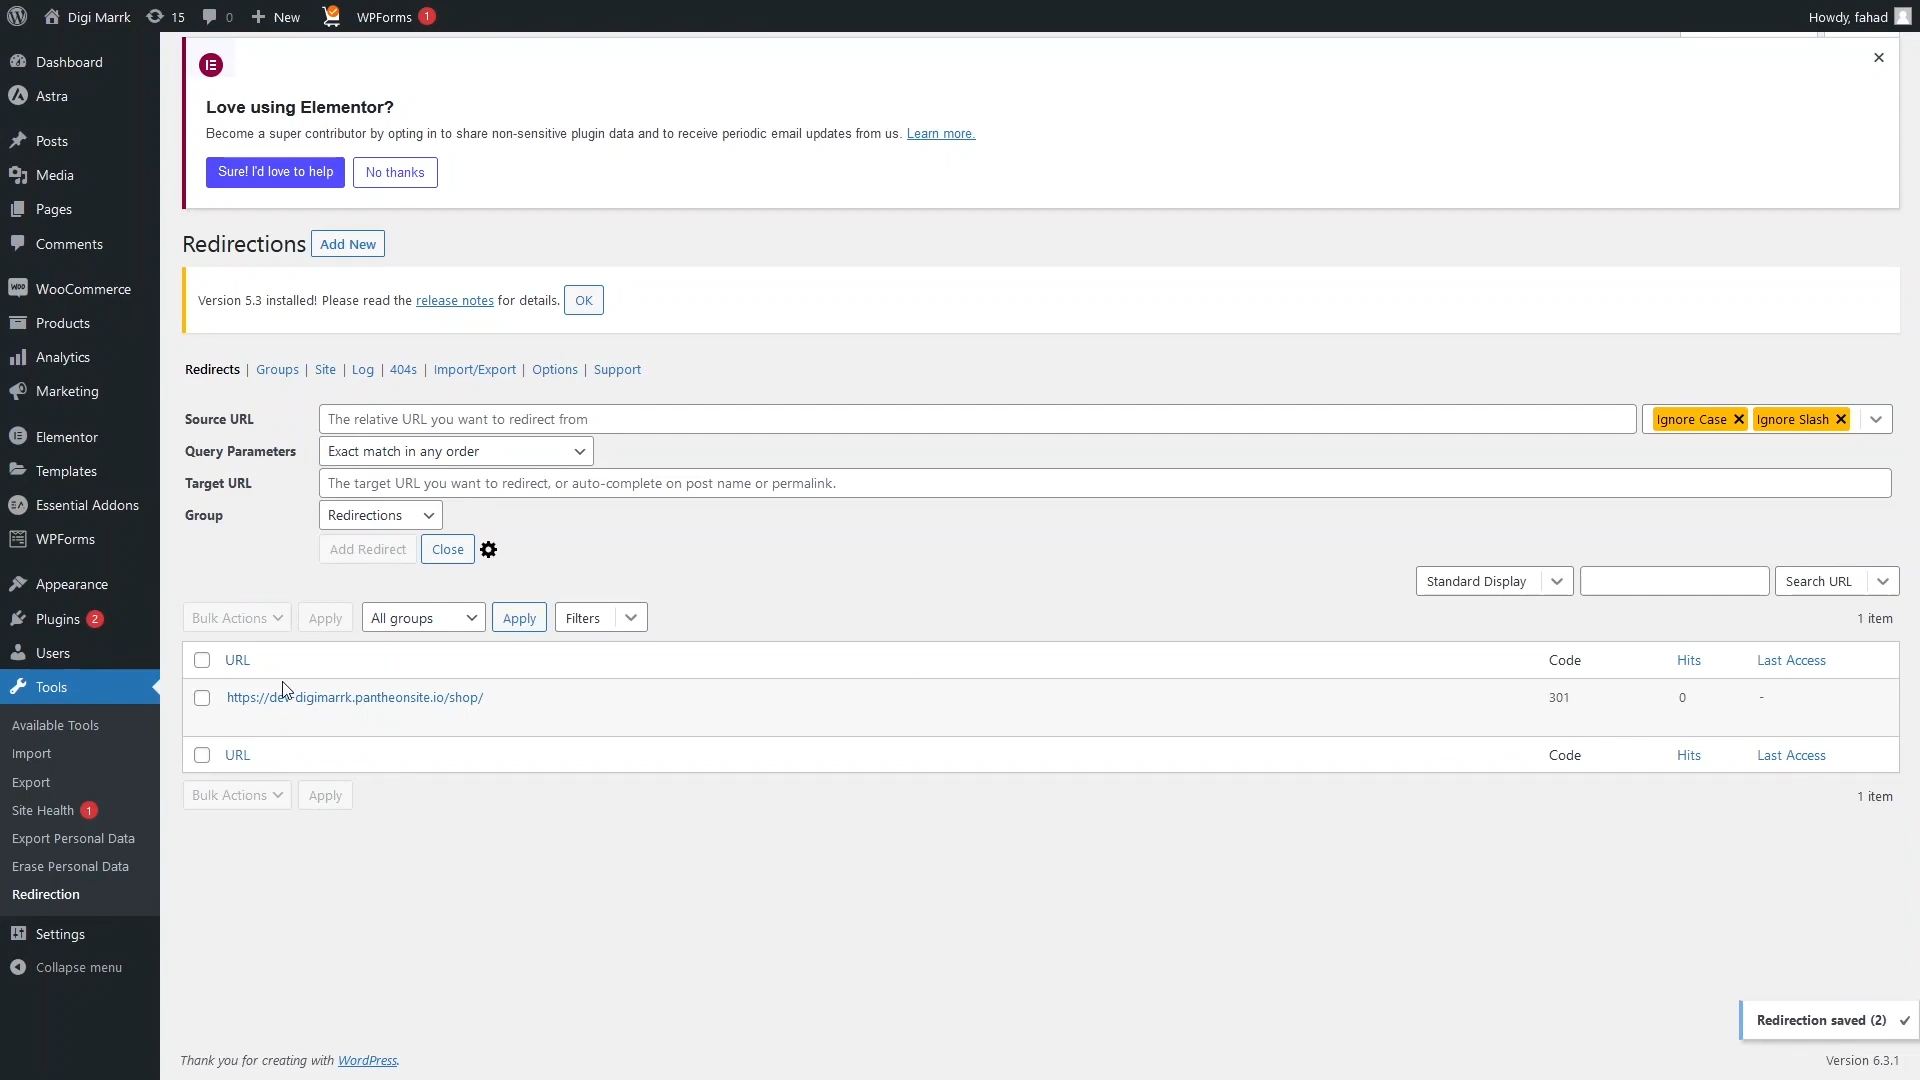 Digi Marrk 15 0 New WPForms 1 Howdy, fahad
Dashboard
Astra
Posts
Media
Pages
Comments
WooCommerce
Products
Analytics
Marketing
Elementor
Templates
Essential Addons
WPForms
Appearance
Plugins 2
Users
Tools
Available Tools
Import
Export
Site Health 1
Export Personal Data
Erase Personal Data
Redirection
Settings
Collapse menu
Love using Elementor?
Become a super contributor by opting in to share non-sensitive plugin data and to receive periodic email updates from us. Learn more.
Sure! I'd love to help No thanks
Redirections Add New
Version 5.3 installed! Please read the release notes for details. OK
Redirects | Groups | Site | Log | 404s | Import/Export | Options | Support
Source URL The relative URL you want to redirect from Ignore Case Ignore Slash
Query Parameters Exact match in any order
Target URL The target URL you want to redirect, or auto-complete on post name or permalink.
Group Redirections
Add Redirect Close
Standard Display Search URL
Bulk Actions Apply All groups Apply Filters 1 item
URL Code Hits Last Access
https://dev-digimarrk.pantheonsite.io/shop/ 301 0 -
URL Code Hits Last Access
Bulk Actions Apply 1 item
Redirection saved (2)
Thank you for creating with WordPress. Version 6.3.1